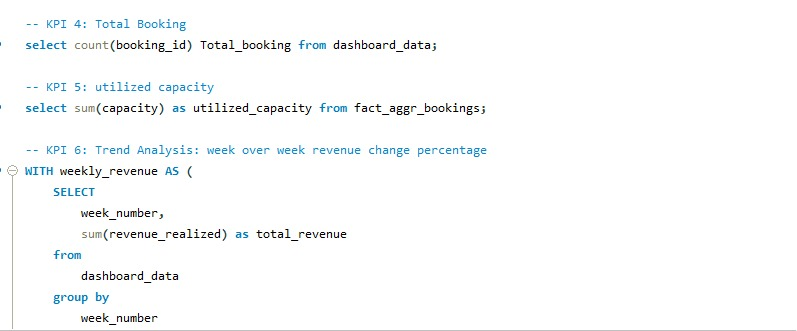 -- KPI 4: Total Booking
select count(booking_id) Total_booking from dashboard_data;
-- KPI 5: utilized capacity
select sum(capacity) as utilized_capacity from fact_aggr_bookings;
-- KPI 6: Trend Analysis: week over week revenue change percentage
WITH weekly_revenue AS (
SELECT
week_number,
sum(revenue_realized) as total_revenue
from
dashboard_data
group by
week_number